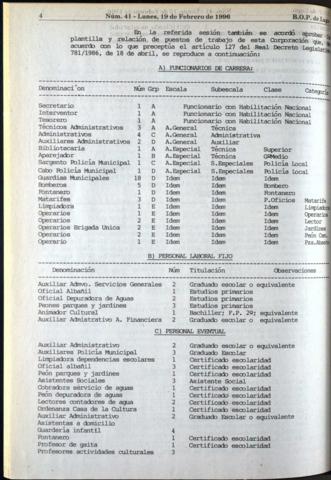 4 Núm. 41 - Lunes, 19 de Febrero de 1996 B.O.P. de
En la referida sesión también se acordó aprobar
plantilla y relación de puestos de trabajo de esta Corporación que, de
acuerdo con lo que preceptúa el artículo 127 del Real Decreto
781/1986, de 18 de abril, se reproduce a continuación:
A) FUNCIONARIOS DE CARRERA:
Denominación Núm Grp Escala Subescala Clase Categoría
Secretario 1 A Funcionario con Habilitación Nacional
Interventor 1 A Funcionario con Habilitación Nacional
Tesorero 1 A Funcionario con Habilitación Nacional
Técnicos Administrativos 3 A A.General Técnica
Administrativos 4 C A.General Administrativa
Auxiliares Administrativos 2 D A.General Auxiliar
Bibliotecaria 1 A A.Especial Técnica Superior
Aparejador 1 B A.Especial Técnica GRMedio
Sargento Policía Municipal 1 C A.Especial S.Especiales Policía Local
Cabo Policía Municipal 1 D A.Especial S.Especiales Policía Local
Guardias Municipales 18 D Idem Idem Idem
Bomberos 5 D Idem Idem Bombero
Fontanero 1 D Idem Idem Fontanero
Matarifes 3 D Idem Idem P.Oficios Matarife
Limpiadora 1 E Idem Idem Idem
Operarios 1 E Idem Idem Idem
Operarios 2 E Idem Idem Idem Lector
Operarios Brigada Unica 2 E Idem Idem Idem
Operarios 2 E Idem Idem Idem Peón
Operario 1 E Idem Idem Idem
B) PERSONAL LABORAL FIJO
Denominación Núm Titulación Observaciones
Auxiliar Admvo. Servicios Generales 2 Graduado escolar o equivalente
Oficial Albañil 1 Estudios primarios
Oficial Depuradora de Aguas 2 Estudios primarios
Peones parques y jardines 3 Estudios primarios
Animador Cultural 1 Bachiller; F.P. 2º; equivalente
Auxiliar Admistrativo A. Financiera 2 Graduado escolar o equivalente
C) PERSONAL EVENTUAL
Auxiliar Administrativo 2 Graduado escolar o equivalente
Auxiliares Policía Municipal 3 Graduado Escolar
Limpiadora dependencias escolares 1 Certificado escolaridad
Oficial albañil 1 Certificado escolaridad
Peón parques y jardines 1 Certificado escolaridad
Asistentes Sociales 3 Asistente Social
Cobradora servicio de aguas 1 Certificado escolaridad
Peón depuradora de aguas 1 Certificado escolaridad
Lectores contadores de agua 2 Certificado escolaridad
Ordenanza Casa de la Cultura 1 Certificado escolaridad
Auxiliar Administrativo 2 Graduado Escolar o equivalente
Asistentas a domicilio
Guardería infantil 4
Fontanero 1 Certificado escolaridad
Profesor de gaita 1 Certificado escolaridad
Profesores actividades culturales 3